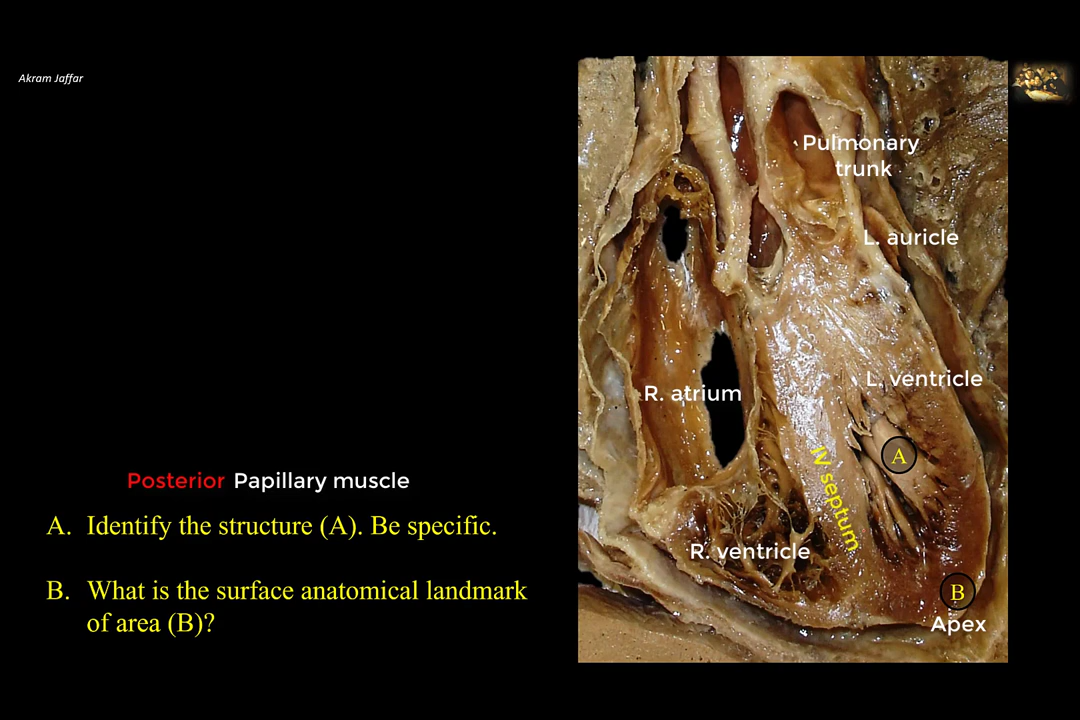 Akram Jaffar
Pulmonary
trunk
L. auricle
L. ventricle
R. atrium
A
IV septum
Posterior Papillary muscle
A. Identify the structure (A). Be specific.
R. ventricle
B. What is the surface anatomical landmark
of area (B)?
B
Apex